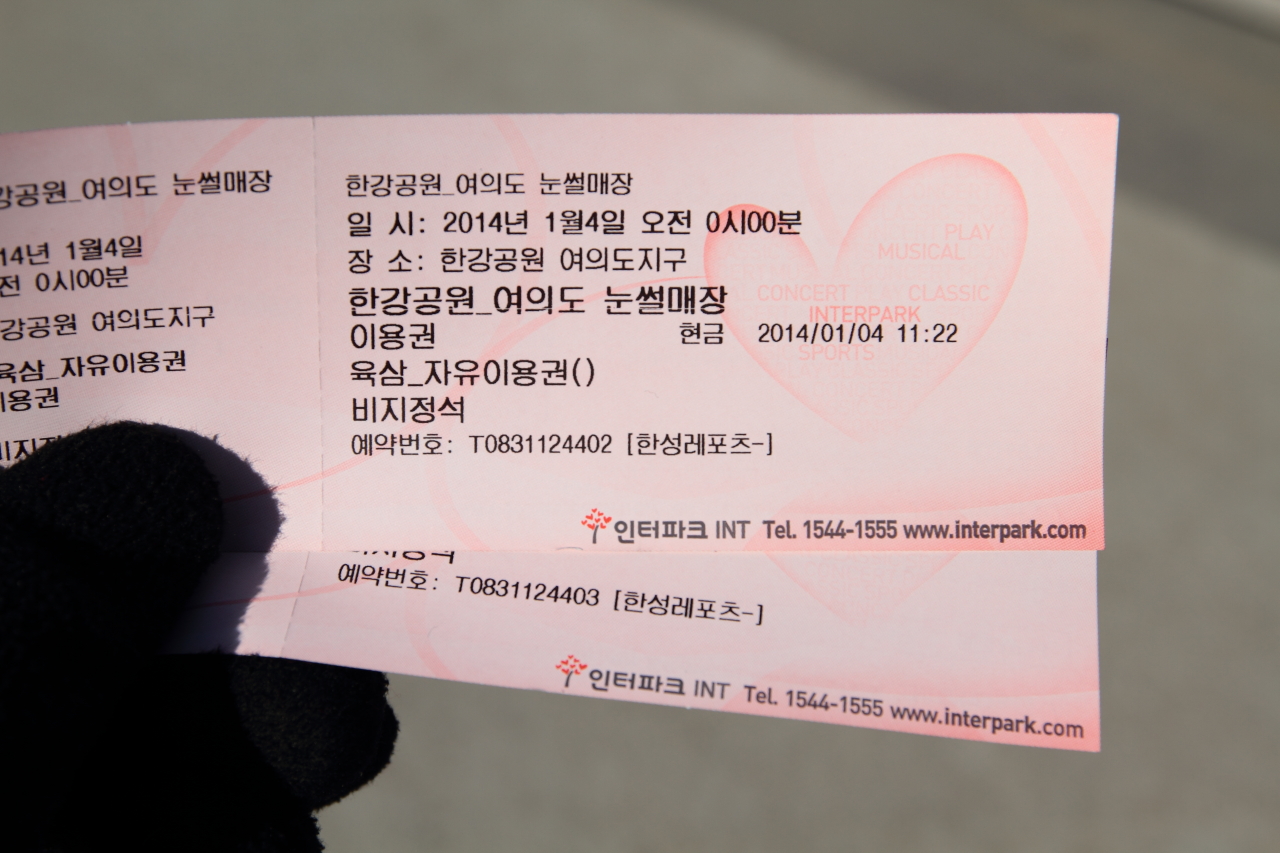 강공원_여의도 눈썰매장
14년 1월4일
전 0시00분
강공원 여의도지구
육삼_자유이용권
이용권
한강공원_여의도 눈썰매장
일 시: 2014년 1월4일 오전 0시00분
장 소: 한강공원 여의도지구
한강공원_여의도 눈썰매장
이용권 현금 2014/01/04 11:22
육삼_자유이용권()
비지정석
예약번호: T0831124402 [한성레포츠-]
PLAY
MUSICAL
CONCERT PLAY CLASSIC
INTERPARK
SPORTS
인터파크 INT Tel. 1544-1555 www.interpark.com
비지정석
예약번호: T0831124403 [한성레포츠-]
인터파크 INT Tel. 1544-1555 www.interpark.com